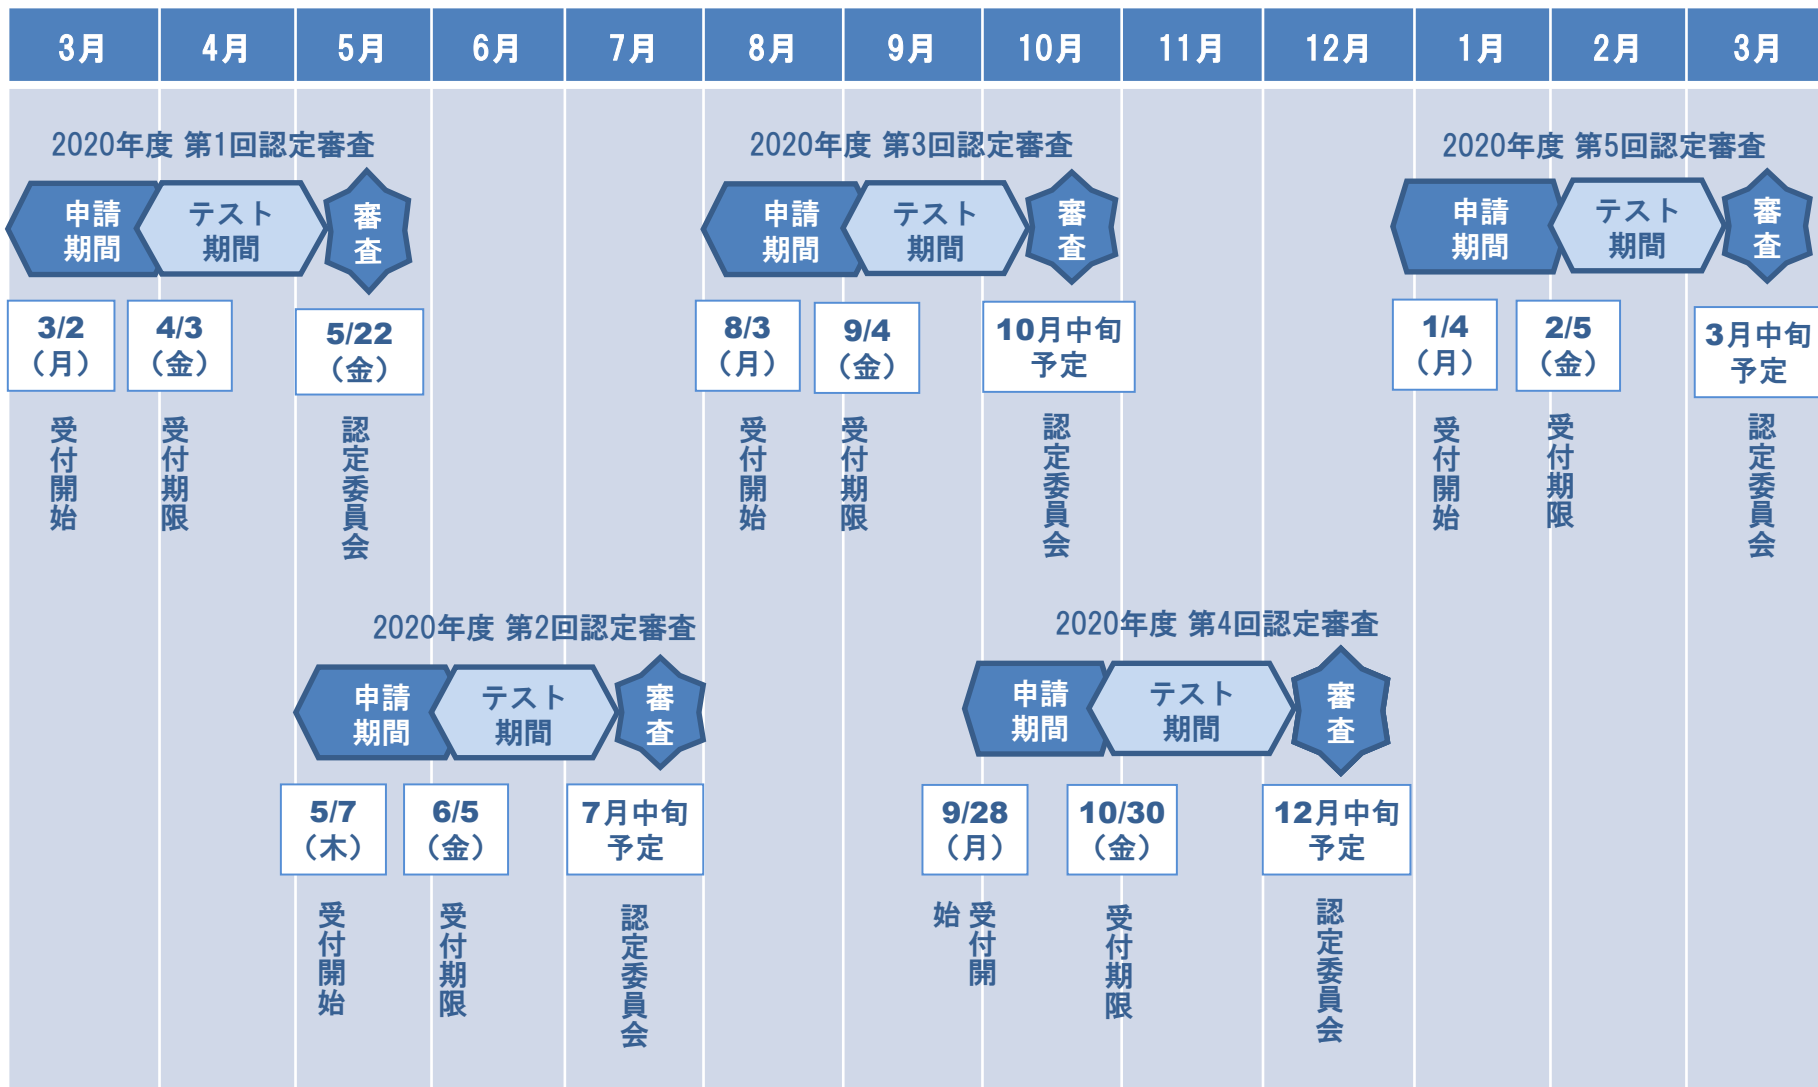 3月 4月 5月 6月 7月 8月 9月 10月 11月 12月 1月 2月 3月
2020年度 第1回認定審査
申請
期間
テスト
期間
審
査
3/2
（月）
4/3
（金）
5/22
（金）
受付開始
受付期限
認定委員会
2020年度 第3回認定審査
申請
期間
テスト
期間
審
査
8/3
（月）
9/4
（金）
10月中旬
予定
受付開始
受付期限
認定委員会
2020年度 第5回認定審査
申請
期間
テスト
期間
審
査
1/4
（月）
2/5
（金）
3月中旬
予定
受付開始
受付期限
認定委員会
2020年度 第2回認定審査
申請
期間
テスト
期間
審
査
5/7
（木）
6/5
（金）
7月中旬
予定
受付開始
受付期限
認定委員会
2020年度 第4回認定審査
申請
期間
テスト
期間
審
査
9/28
（月）
10/30
（金）
12月中旬
予定
受付開
始
受付期限
認定委員会